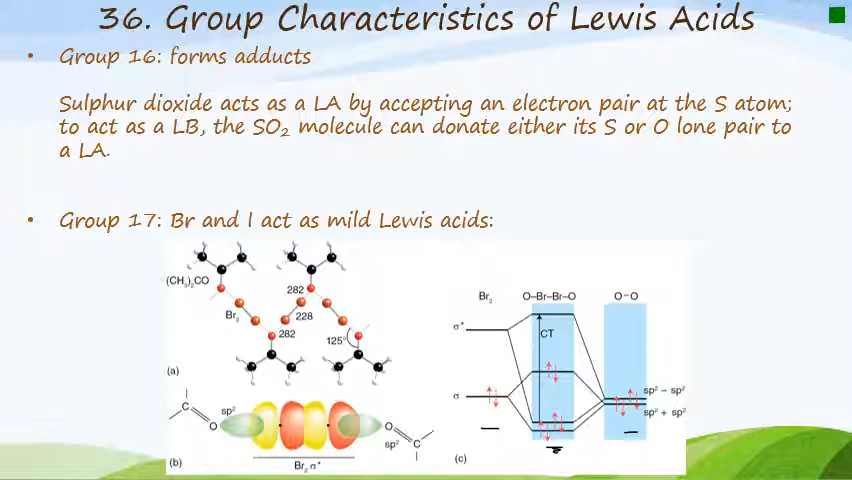 36. Group Characteristics of Lewis Acids
• Group 16: forms adducts
Sulphur dioxide acts as a LA by accepting an electron pair at the S atom;
to act as a LB, the SO₂ molecule can donate either its S or O lone pair to
a LA.
• Group 17: Br and I act as mild Lewis acids:
(CH₃)₂CO
Br₂
282
228
282
125°
(a)
C
O
sp²
O
sp²
C
Br₂ σ*
(b)
Br₂
O–Br–Br–O
O–O
σ*
CT
σ
sp² − sp²
sp² + sp²
(c)